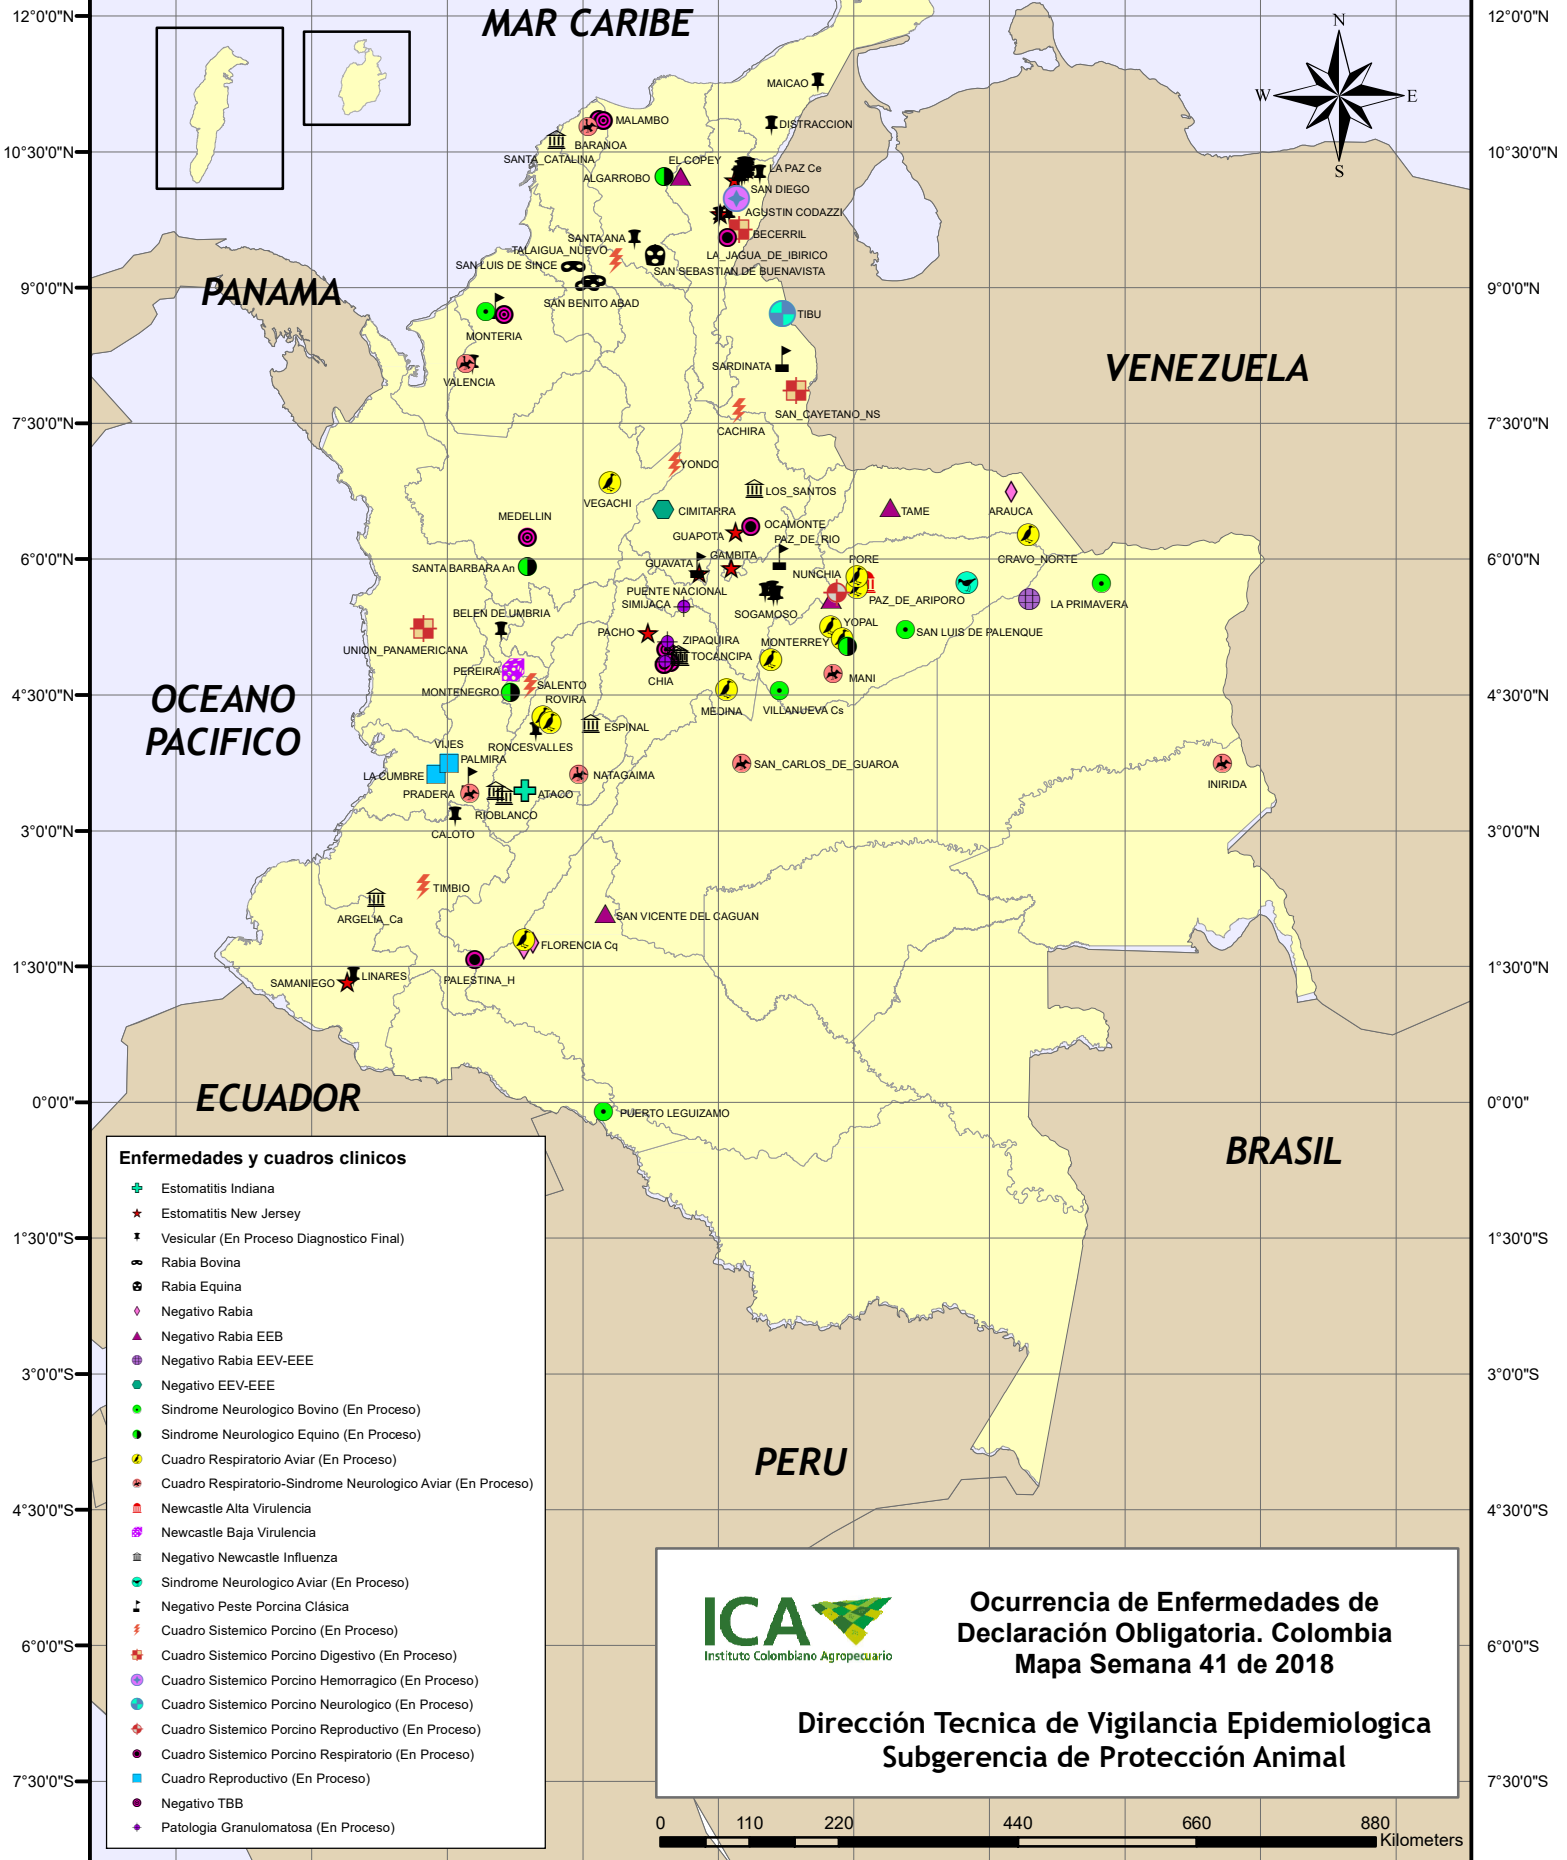 MAR CARIBE
12°0'0"N
12°0'0"N
N
W
E
S
MAICAO
MALAMBO
DISTRACCION
BARANOA
10°30'0"N
10°30'0"N
SANTA_CATALINA
EL COPEY
LA PAZ Ce
ALGARROBO
SAN DIEGO
AGUSTIN CODAZZI
SANTA ANA
BECERRIL
TALAIGUA_NUEVO
LA_JAGUA_DE_IBIRICO
SAN LUIS DE SINCE
SAN SEBASTIAN DE BUENAVISTA
PANAMA
9°0'0"N
9°0'0"N
SAN BENITO ABAD
TIBU
MONTERIA
SARDINATA
VENEZUELA
VALENCIA
SAN_CAYETANO_NS
7°30'0"N
7°30'0"N
CACHIRA
YONDO
LOS_SANTOS
VEGACHI
CIMITARRA
TAME
ARAUCA
MEDELLIN
OCAMONTE
GUAPOTA
PAZ_DE_RIO
GAMBITA
PORE
CRAVO_NORTE
6°0'0"N
6°0'0"N
SANTA BARBARA An
GUAVATA
NUNCHIA
PUENTE NACIONAL
PAZ_DE_ARIPORO
LA PRIMAVERA
SIMIJACA
SOGAMOSO
BELEN DE UMBRIA
YOPAL
PACHO
SAN LUIS DE PALENQUE
ZIPAQUIRA
MONTERREY
UNION_PANAMERICANA
TOCANCIPA
PEREIRA
MANI
CHIA
SALENTO
MONTENEGRO
ROVIRA
4°30'0"N
4°30'0"N
OCEANO
PACIFICO
MEDINA
VILLANUEVA Cs
ESPINAL
VIJES
RONCESVALLES
PALMIRA
SAN_CARLOS_DE_GUAROA
LA CUMBRE
NATAGAIMA
INIRIDA
PRADERA
ATACO
RIOBLANCO
3°0'0"N
3°0'0"N
CALOTO
TIMBIO
ARGELIA_Ca
SAN VICENTE DEL CAGUAN
FLORENCIA Cq
1°30'0"N
1°30'0"N
LINARES
SAMANIEGO
PALESTINA_H
ECUADOR
0°0'0"
0°0'0"
PUERTO LEGUIZAMO
BRASIL
Enfermedades y cuadros clinicos
Estomatitis Indiana
Estomatitis New Jersey
Vesicular (En Proceso Diagnostico Final)
Rabia Bovina
Rabia Equina
Negativo Rabia
Negativo Rabia EEB
Negativo Rabia EEV-EEE
Negativo EEV-EEE
Sindrome Neurologico Bovino (En Proceso)
Sindrome Neurologico Equino (En Proceso)
Cuadro Respiratorio Aviar (En Proceso)
Cuadro Respiratorio-Sindrome Neurologico Aviar (En Proceso)
Newcastle Alta Virulencia
Newcastle Baja Virulencia
Negativo Newcastle Influenza
Sindrome Neurologico Aviar (En Proceso)
Negativo Peste Porcina Clásica
Cuadro Sistemico Porcino (En Proceso)
Cuadro Sistemico Porcino Digestivo (En Proceso)
Cuadro Sistemico Porcino Hemorragico (En Proceso)
Cuadro Sistemico Porcino Neurologico (En Proceso)
Cuadro Sistemico Porcino Reproductivo (En Proceso)
Cuadro Sistemico Porcino Respiratorio (En Proceso)
Cuadro Reproductivo (En Proceso)
Negativo TBB
Patologia Granulomatosa (En Proceso)
1°30'0"S
1°30'0"S
3°0'0"S
3°0'0"S
PERU
4°30'0"S
4°30'0"S
6°0'0"S
6°0'0"S
7°30'0"S
7°30'0"S
ICA
Instituto Colombiano Agropecuario
Ocurrencia de Enfermedades de
Declaración Obligatoria. Colombia
Mapa Semana 41 de 2018
Dirección Tecnica de Vigilancia Epidemiologica
Subgerencia de Protección Animal
0 110 220 440 660 880
Kilometers